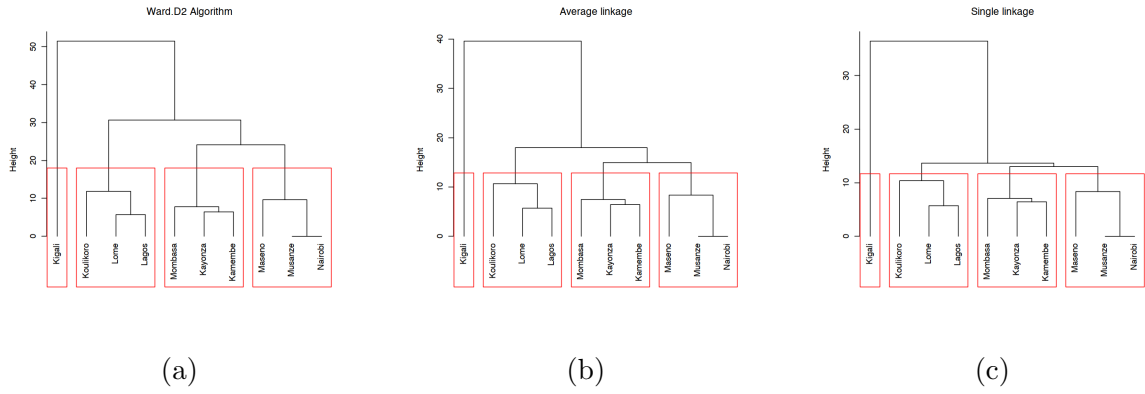 Ward.D2 Algorithm
Height
50
40
30
20
10
0
Kigali
Koulikoro
Lome
Lagos
Mombasa
Kayonza
Kamembe
Maseno
Musanze
Nairobi
(a)
Average linkage
Height
40
30
20
10
0
Kigali
Koulikoro
Lome
Lagos
Mombasa
Kayonza
Kamembe
Maseno
Musanze
Nairobi
(b)
Single linkage
Height
30
20
10
0
Kigali
Koulikoro
Lome
Lagos
Mombasa
Kayonza
Kamembe
Maseno
Musanze
Nairobi
(c)